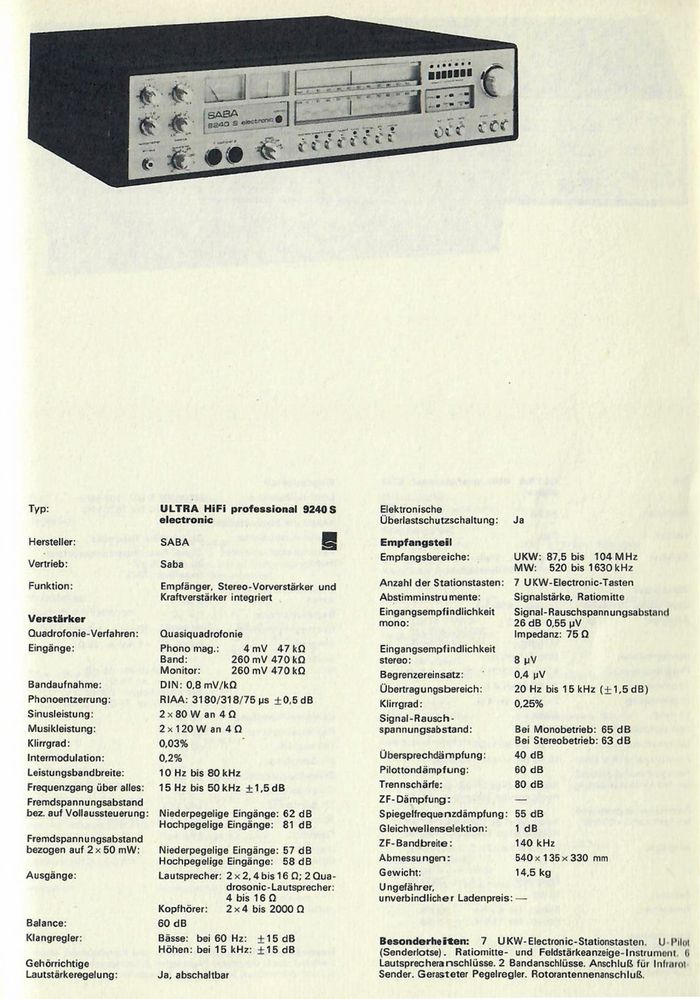 SABA
9240 S electronic
Typ: ULTRA HiFi professional 9240 S
electronic
Hersteller: SABA
Vertrieb: Saba
Funktion: Empfänger, Stereo-Vorverstärker und
Kraftverstärker integriert
Verstärker
Quadrofonie-Verfahren: Quasiquadrofonie
Eingänge: Phono mag.: 4 mV 47 kΩ
Band: 260 mV 470 kΩ
Monitor: 260 mV 470 kΩ
Bandaufnahme: DIN: 0,8 mV/kΩ
Phonoentzerrung: RIAA: 3180/318/75 µs ±0,5 dB
Sinusleistung: 2 x 80 W an 4 Ω
Musikleistung: 2 x 120 W an 4 Ω
Klirrgrad: 0,03%
Intermodulation: 0,2%
Leistungsbandbreite: 10 Hz bis 80 kHz
Frequenzgang über alles: 15 Hz bis 50 kHz ±1,5 dB
Fremdspannungsabstand
bez. auf Vollaussteuerung: Niederpegelige Eingänge: 62 dB
Hochpegelige Eingänge: 81 dB
Fremdspannungsabstand
bezogen auf 2 x 50 mW: Niederpegelige Eingänge: 57 dB
Hochpegelige Eingänge: 58 dB
Ausgänge: Lautsprecher: 2 x 2, 4 bis 16 Ω; 2 Qua-
drosonic-Lautsprecher:
4 bis 16 Ω
Kopfhörer: 2 x 4 bis 2000 Ω
Balance: 60 dB
Klangregler: Bässe: bei 60 Hz: ±15 dB
Höhen: bei 15 kHz: ±15 dB
Gehörrichtige
Lautstärkeregelung: Ja, abschaltbar
Elektronische
Überlastschutzschaltung: Ja
Empfangsteil
Empfangsbereiche: UKW: 87,5 bis 104 MHz
MW: 520 bis 1630 kHz
Anzahl der Stationstasten: 7 UKW-Electronic-Tasten
Abstimminstrumente: Signalstärke, Ratiomitte
Eingangsempfindlichkeit Signal-Rauschspannungsabstand
mono: 26 dB 0,55 µV
Impedanz: 75 Ω
Eingangsempfindlichkeit
stereo: 8 µV
Begrenzereinsatz: 0,4 µV
Übertragungsbereich: 20 Hz bis 15 kHz (±1,5 dB)
Klirrgrad: 0,25%
Signal-Rausch-
spannungsabstand: Bei Monobetrieb: 65 dB
Bei Stereobetrieb: 63 dB
Übersprechdämpfung: 40 dB
Pilottondämpfung: 60 dB
Trennschärfe: 80 dB
ZF-Dämpfung: —
Spiegelfrequenzdämpfung: 55 dB
Gleichwellenselektion: 1 dB
ZF-Bandbreite: 140 kHz
Abmessungen: 540 x 135 x 330 mm
Gewicht: 14,5 kg
Ungefährer,
unverbindlicher Ladenpreis: —
Besonderheiten: 7 UKW-Electronic-Stationstasten. U-Pilot
(Senderlotse). Ratiomitte- und Feldstärkeanzeige-Instrument. 6
Lautsprecheranschlüsse. 2 Bandanschlüsse. Anschluß für Infrarot-
Sender. Gerasteter Pegelregler. Rotorantennenanschluß.